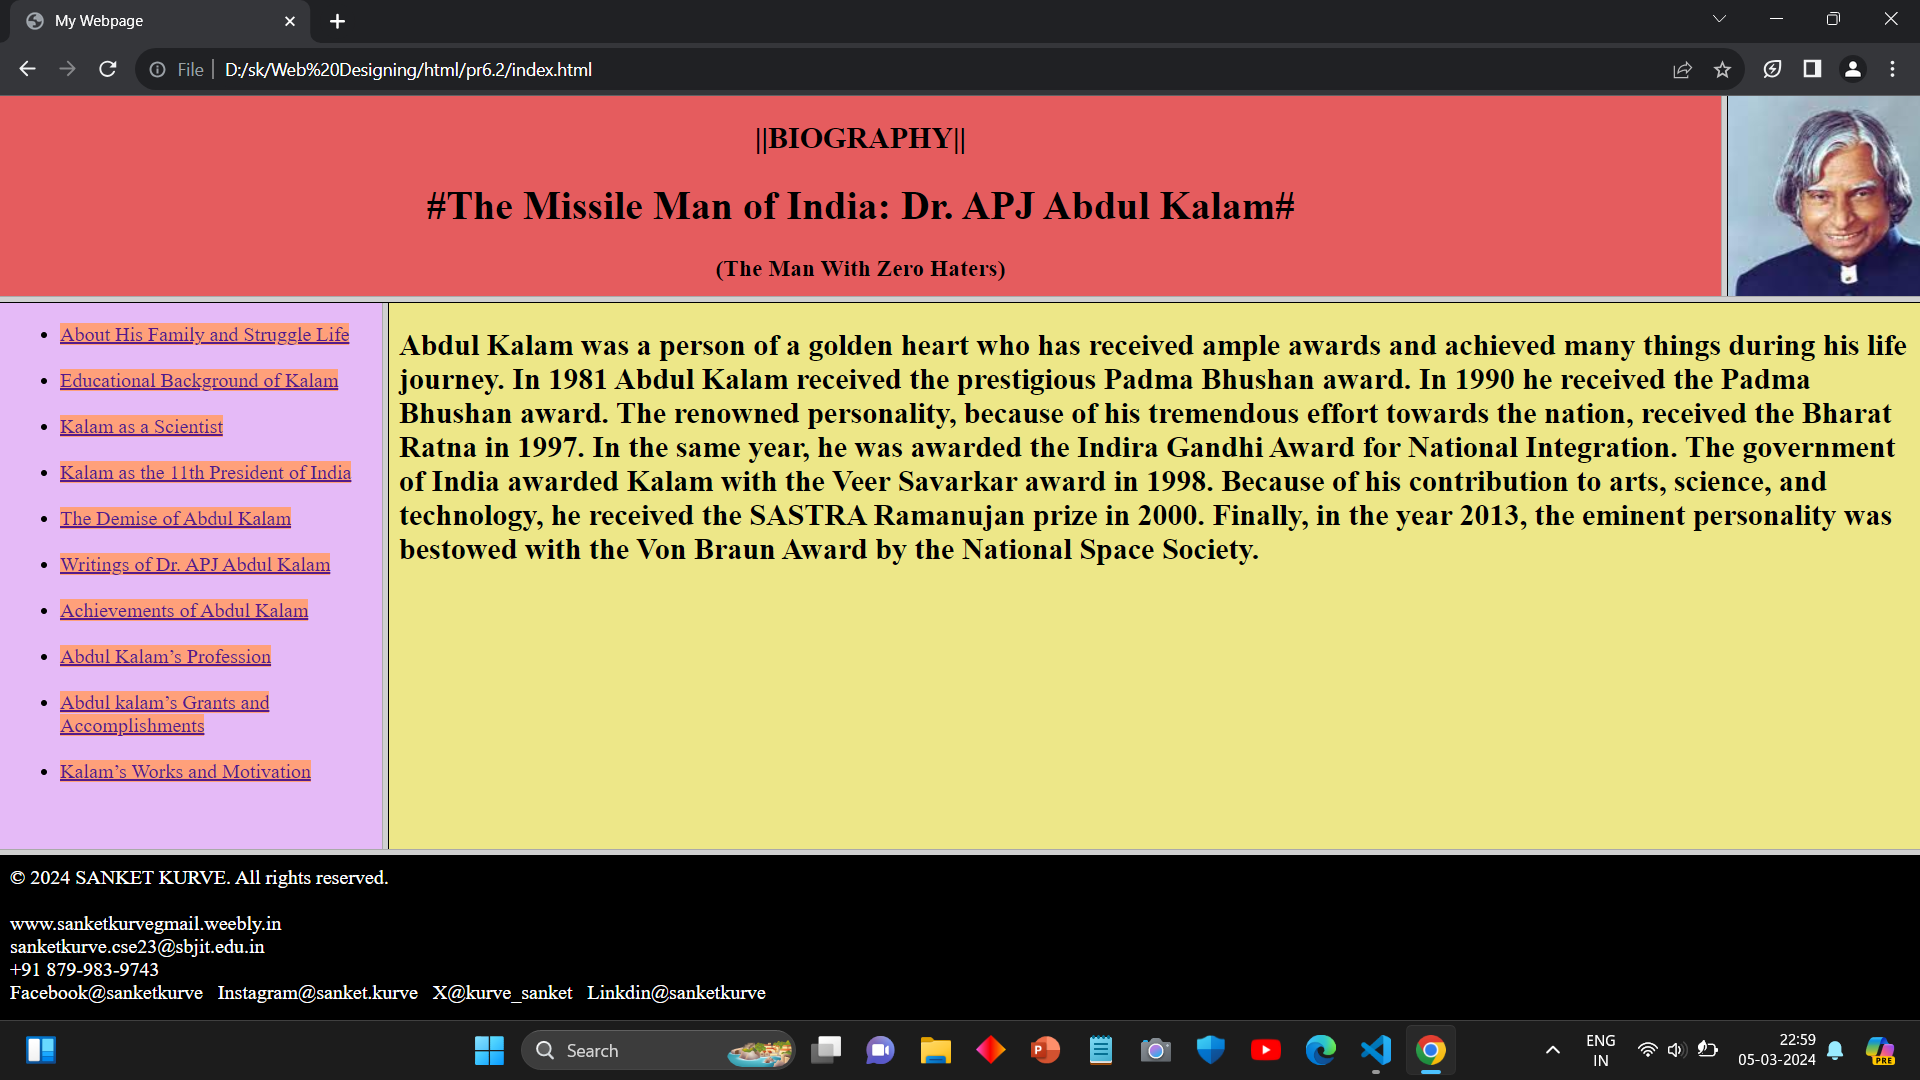 My Webpage
File
D:/sk/Web%20Designing/html/pr6.2/index.html
||BIOGRAPHY||
#The Missile Man of India: Dr. APJ Abdul Kalam#
(The Man With Zero Haters)
About His Family and Struggle Life
Educational Background of Kalam
Kalam as a Scientist
Kalam as the 11th President of India
The Demise of Abdul Kalam
Writings of Dr. APJ Abdul Kalam
Achievements of Abdul Kalam
Abdul Kalam’s Profession
Abdul kalam’s Grants and
Accomplishments
Kalam’s Works and Motivation
Abdul Kalam was a person of a golden heart who has received ample awards and achieved many things during his life
journey. In 1981 Abdul Kalam received the prestigious Padma Bhushan award. In 1990 he received the Padma
Bhushan award. The renowned personality, because of his tremendous effort towards the nation, received the Bharat
Ratna in 1997. In the same year, he was awarded the Indira Gandhi Award for National Integration. The government
of India awarded Kalam with the Veer Savarkar award in 1998. Because of his contribution to arts, science, and
technology, he received the SASTRA Ramanujan prize in 2000. Finally, in the year 2013, the eminent personality was
bestowed with the Von Braun Award by the National Space Society.
© 2024 SANKET KURVE. All rights reserved.
www.sanketkurvegmail.weebly.in
sanketkurve.cse23@sbjit.edu.in
+91 879-983-9743
Facebook@sanketkurve Instagram@sanket.kurve X@kurve_sanket Linkdin@sanketkurve
Search
P
ENG
IN
22:59
05-03-2024
PRE